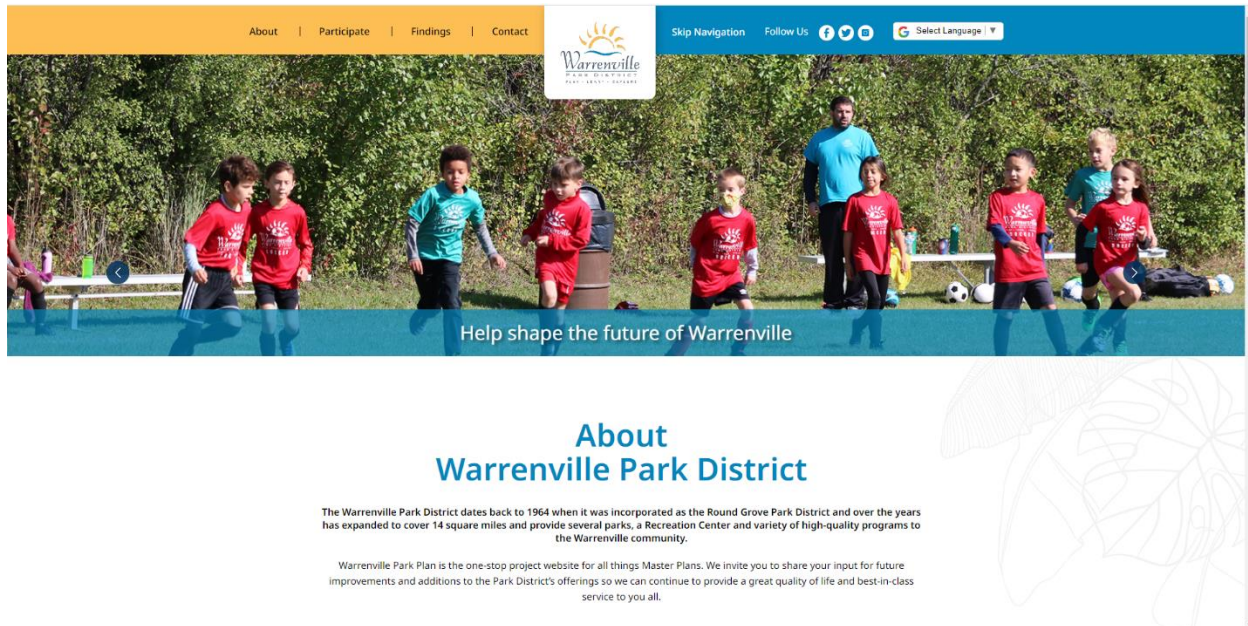 About | Participate | Findings | Contact
Warrenville
PARK DISTRICT
PLAY · LEARN · EXPLORE
Skip Navigation Follow Us Select Language ▼
Help shape the future of Warrenville
About
Warrenville Park District
The Warrenville Park District dates back to 1964 when it was incorporated as the Round Grove Park District and over the years
has expanded to cover 14 square miles and provide several parks, a Recreation Center and variety of high-quality programs to
the Warrenville community.
Warrenville Park Plan is the one-stop project website for all things Master Plans. We invite you to share your input for future
improvements and additions to the Park District's offerings so we can continue to provide a great quality of life and best-in-class
service to you all.